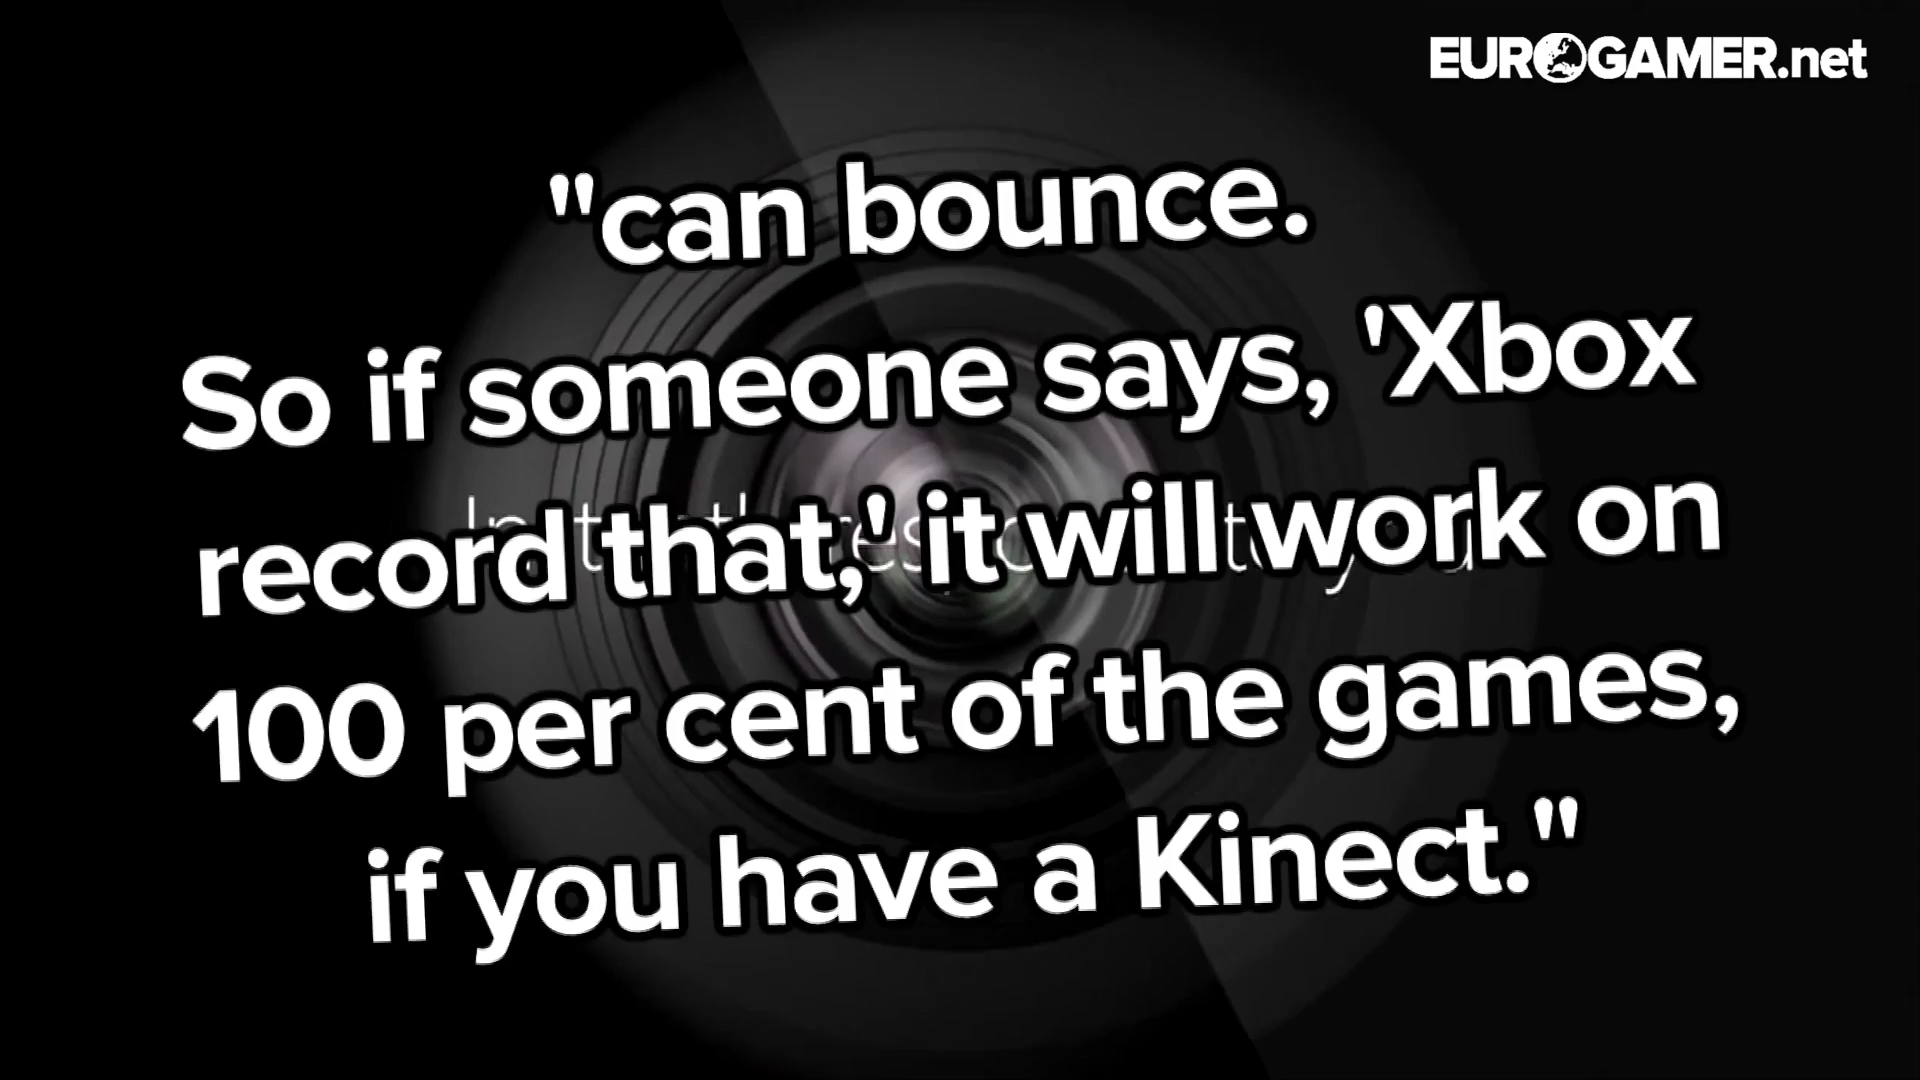 EUROGAMER.net
"can bounce.
So if someone says, 'Xbox
record that,' it will work on
100 per cent of the games,
if you have a Kinect."